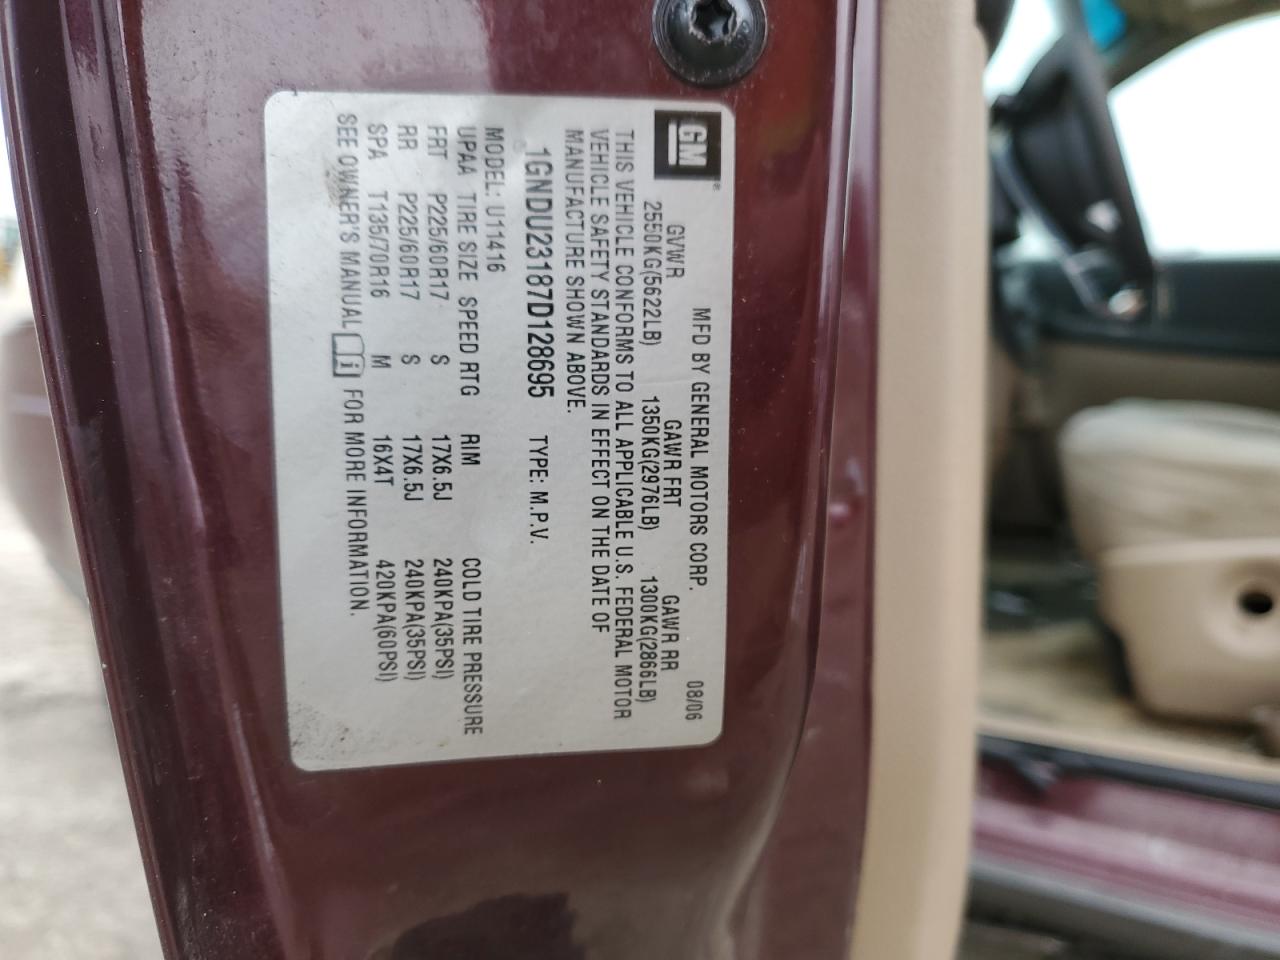 GM®
MFD BY GENERAL MOTORS CORP. 08/06
GVWR GAWR FRT GAWR RR
2550KG(5622LB) 1350KG(2976LB) 1300KG(2866LB)
THIS VEHICLE CONFORMS TO ALL APPLICABLE U.S. FEDERAL MOTOR
VEHICLE SAFETY STANDARDS IN EFFECT ON THE DATE OF
MANUFACTURE SHOWN ABOVE.
1GNDU23187D128695 TYPE: M.P.V.
MODEL: U11416
UPAA TIRE SIZE SPEED RTG RIM COLD TIRE PRESSURE
FRT P225/60R17 S 17X6.5J 240KPA(35PSI)
RR P225/60R17 S 17X6.5J 240KPA(35PSI)
SPA T135/70R16 M 16X4T 420KPA(60PSI)
SEE OWNER'S MANUAL i FOR MORE INFORMATION.